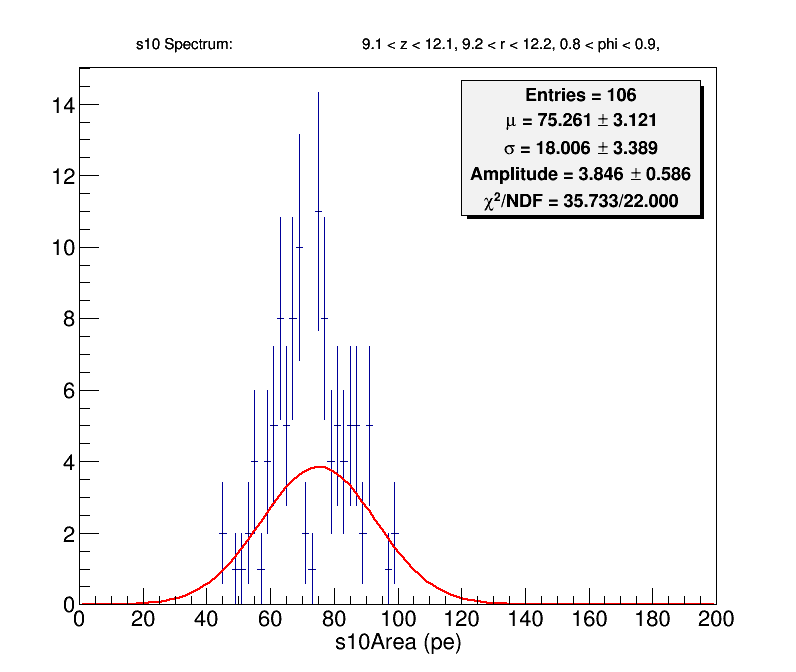 s10 Spectrum: 9.1 < z < 12.1, 9.2 < r < 12.2, 0.8 < phi < 0.9,
Entries = 106
μ = 75.261 ± 3.121
σ = 18.006 ± 3.389
Amplitude = 3.846 ± 0.586
χ²/NDF = 35.733/22.000
14
12
10
8
6
4
2
0
0 20 40 60 80 100 120 140 160 180 200
s10Area (pe)